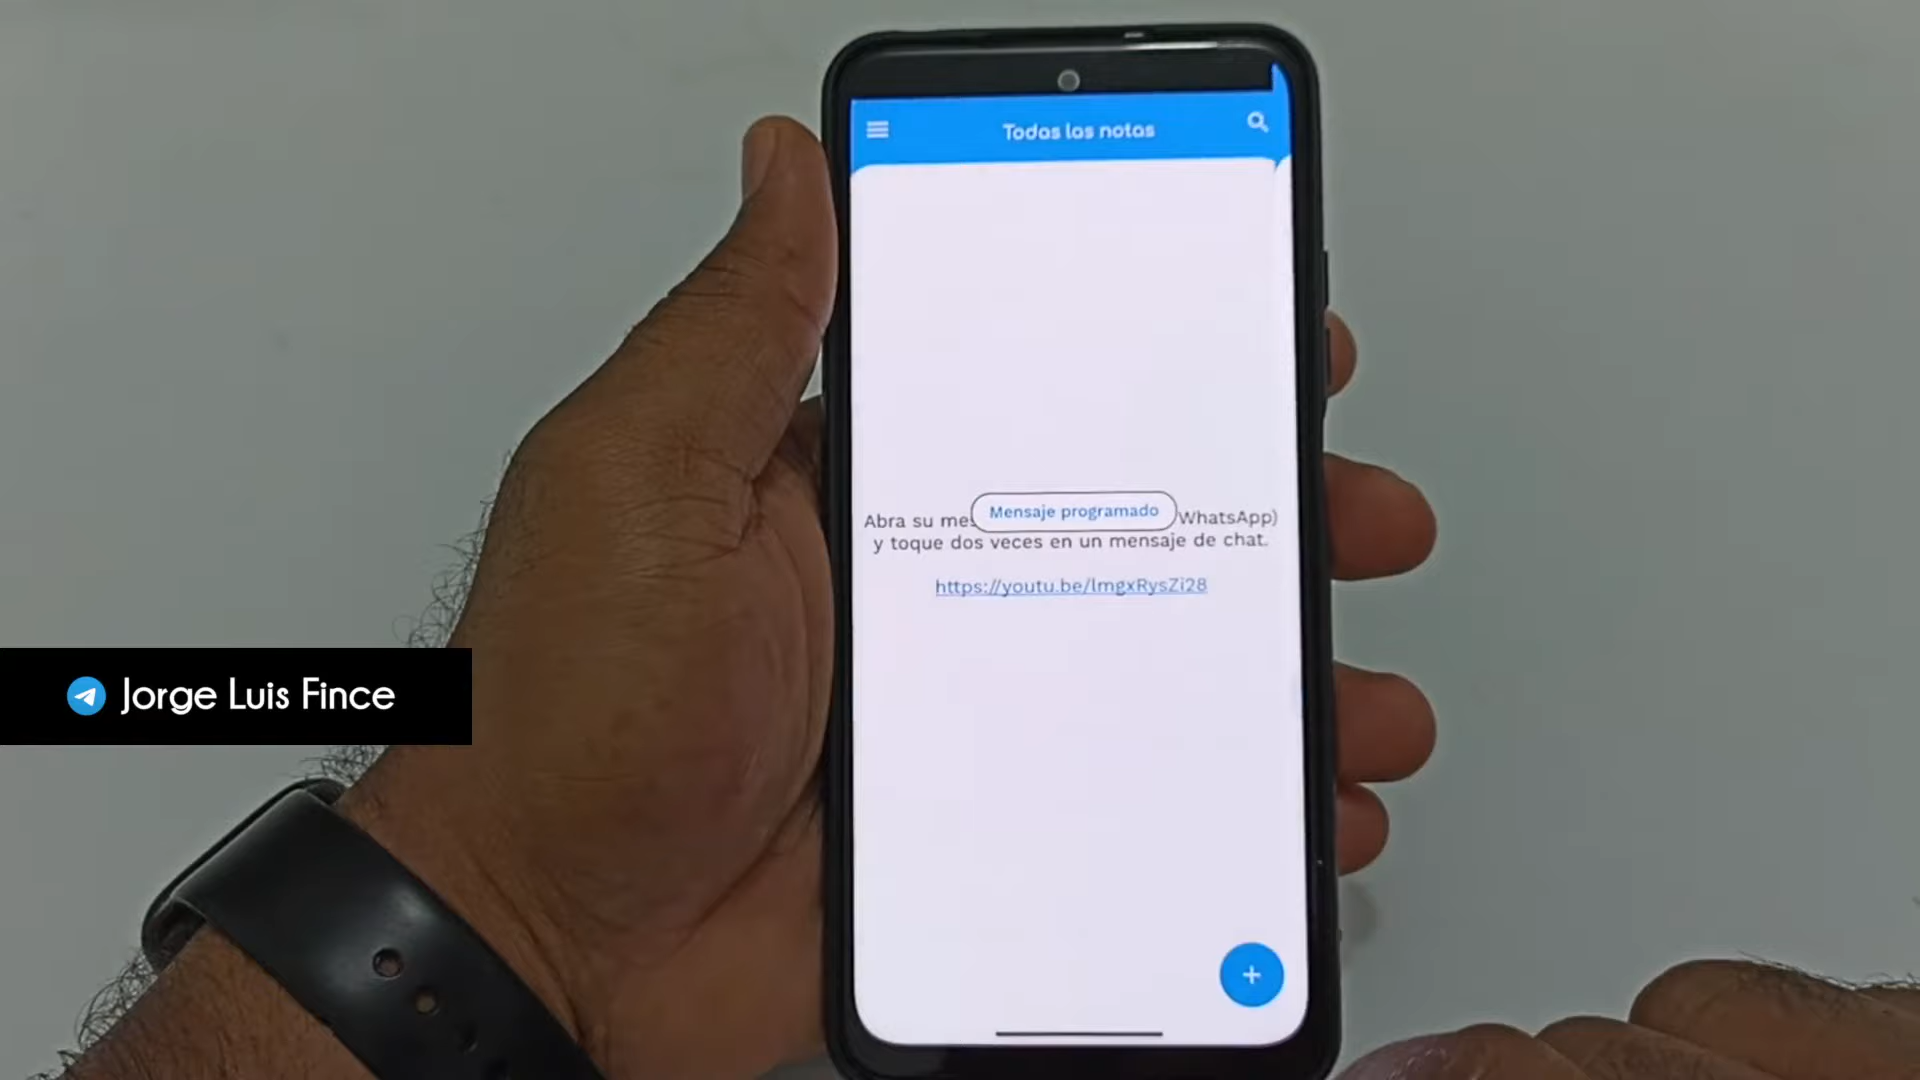 Todas las notas
Mensaje programado
Abra su mes WhatsApp)
y toque dos veces en un mensaje de chat.
https://youtu.be/lmgxRysZi28
Jorge Luis Fince